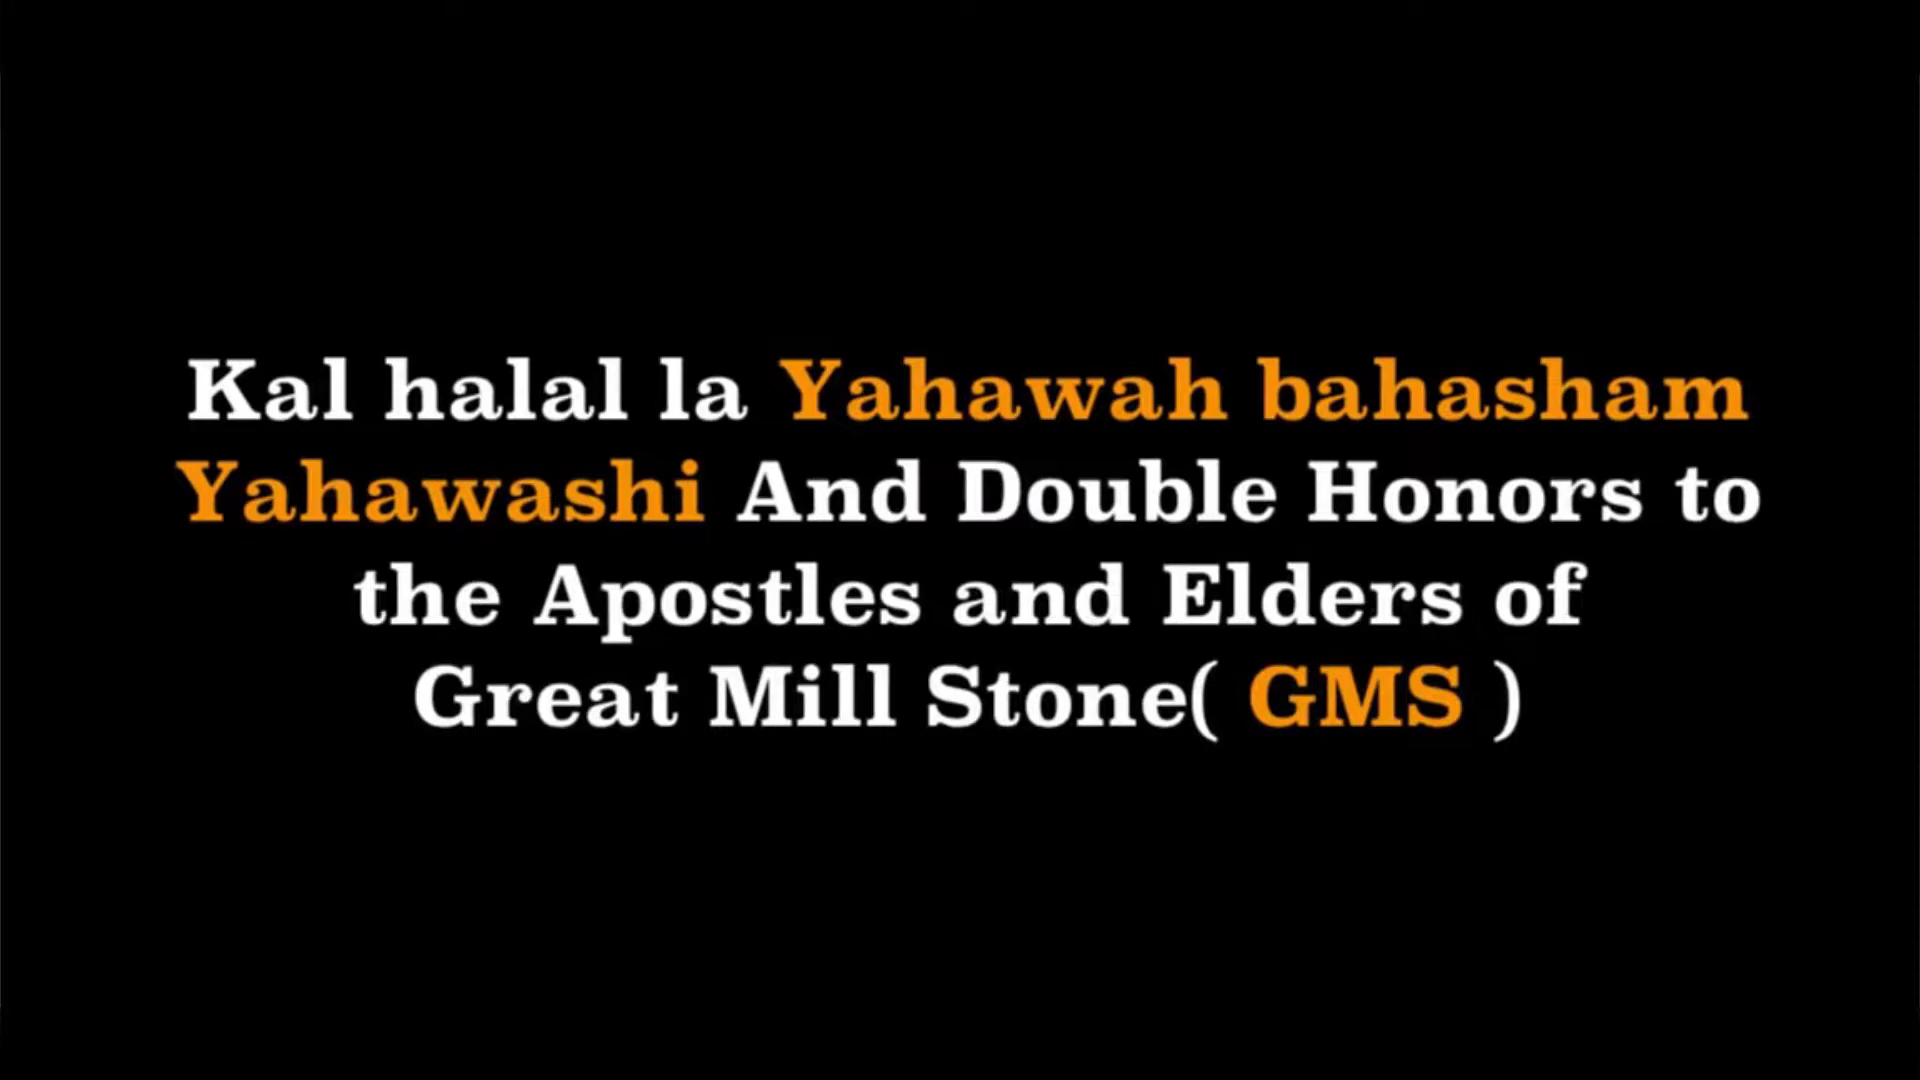 Kal halal la Yahawah bahasham
Yahawashi And Double Honors to
the Apostles and Elders of
Great Mill Stone( GMS )